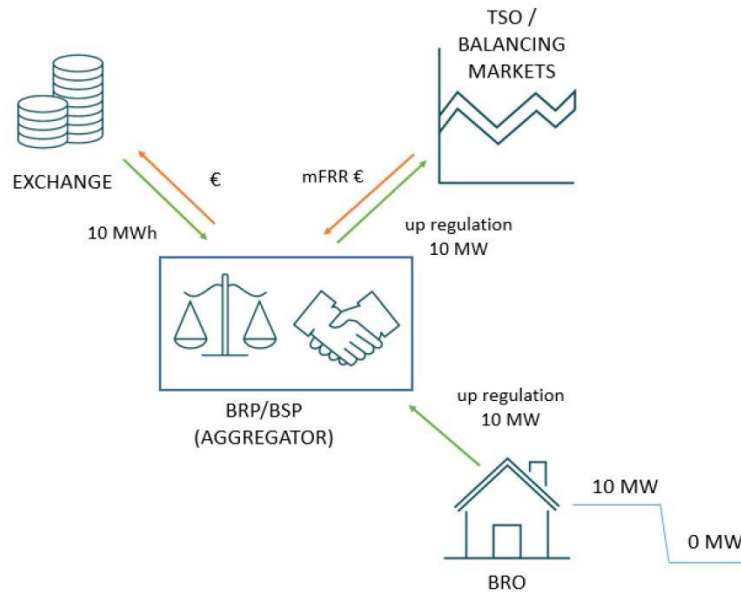 TSO /
BALANCING
MARKETS
EXCHANGE
€
mFRR €
10 MWh
up regulation
10 MW
BRP/BSP
(AGGREGATOR)
up regulation
10 MW
10 MW
0 MW
BRO